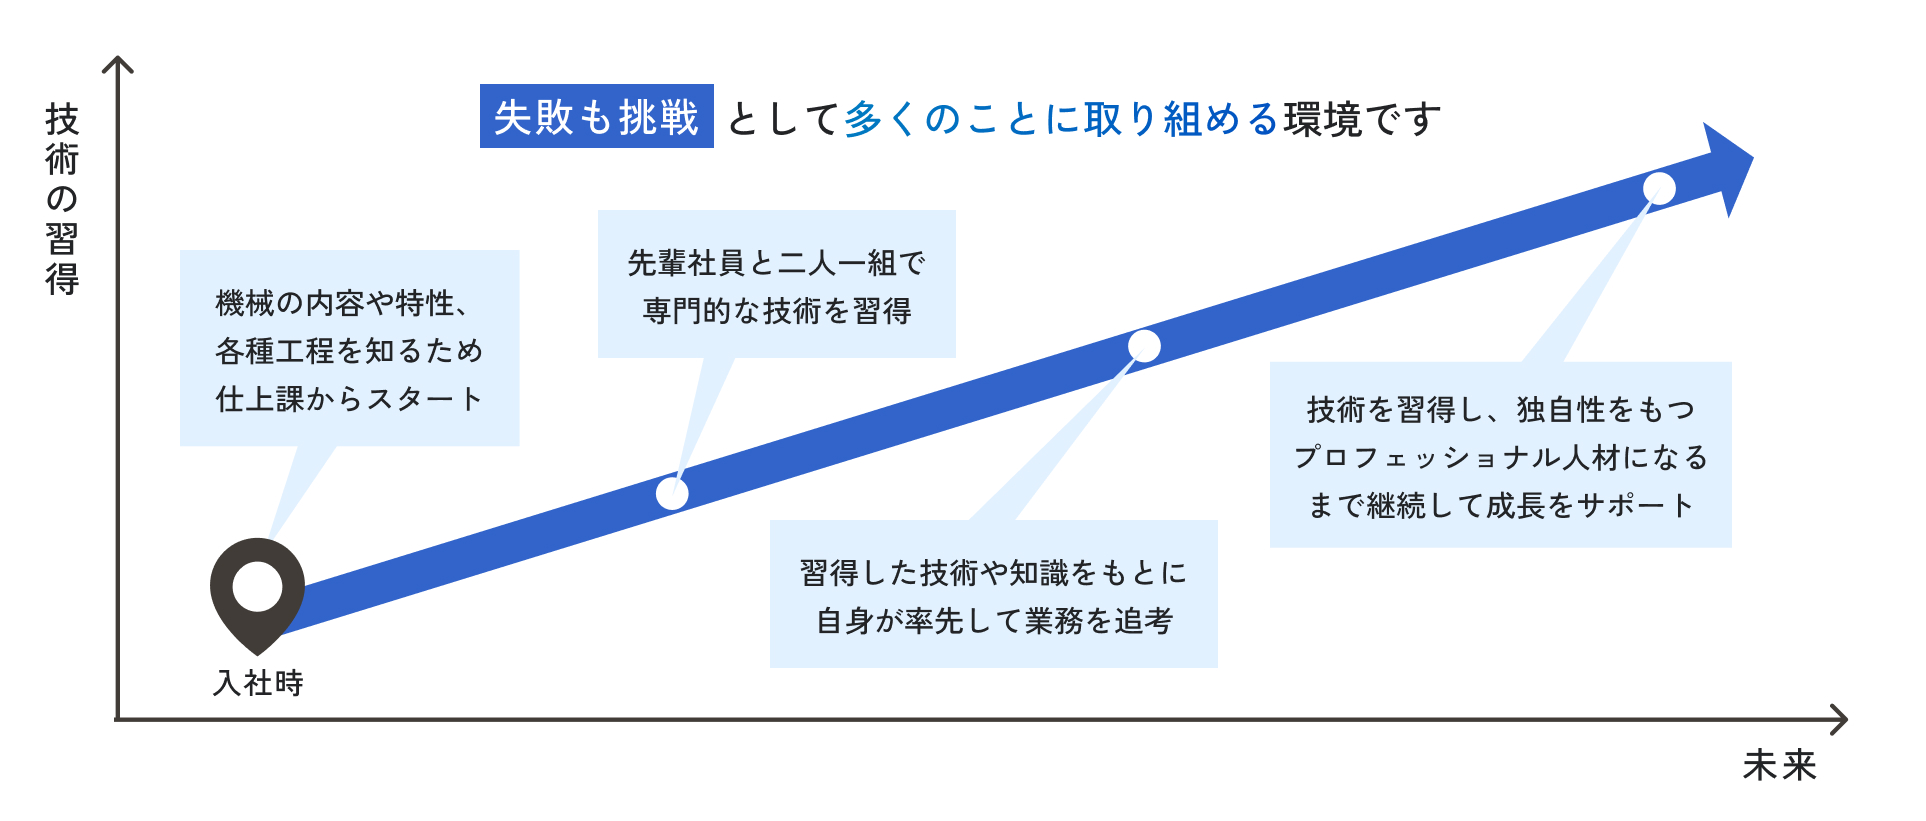 失敗も挑戦として多くのことに取り組める環境です
技術の習得
機械の内容や特性、
各種工程を知るため
仕上課からスタート
先輩社員と二人一組で
専門的な技術を習得
習得した技術や知識をもとに
自身が率先して業務を追考
技術を習得し、独自性をもつ
プロフェッショナル人材になる
まで継続して成長をサポート
入社時
未来